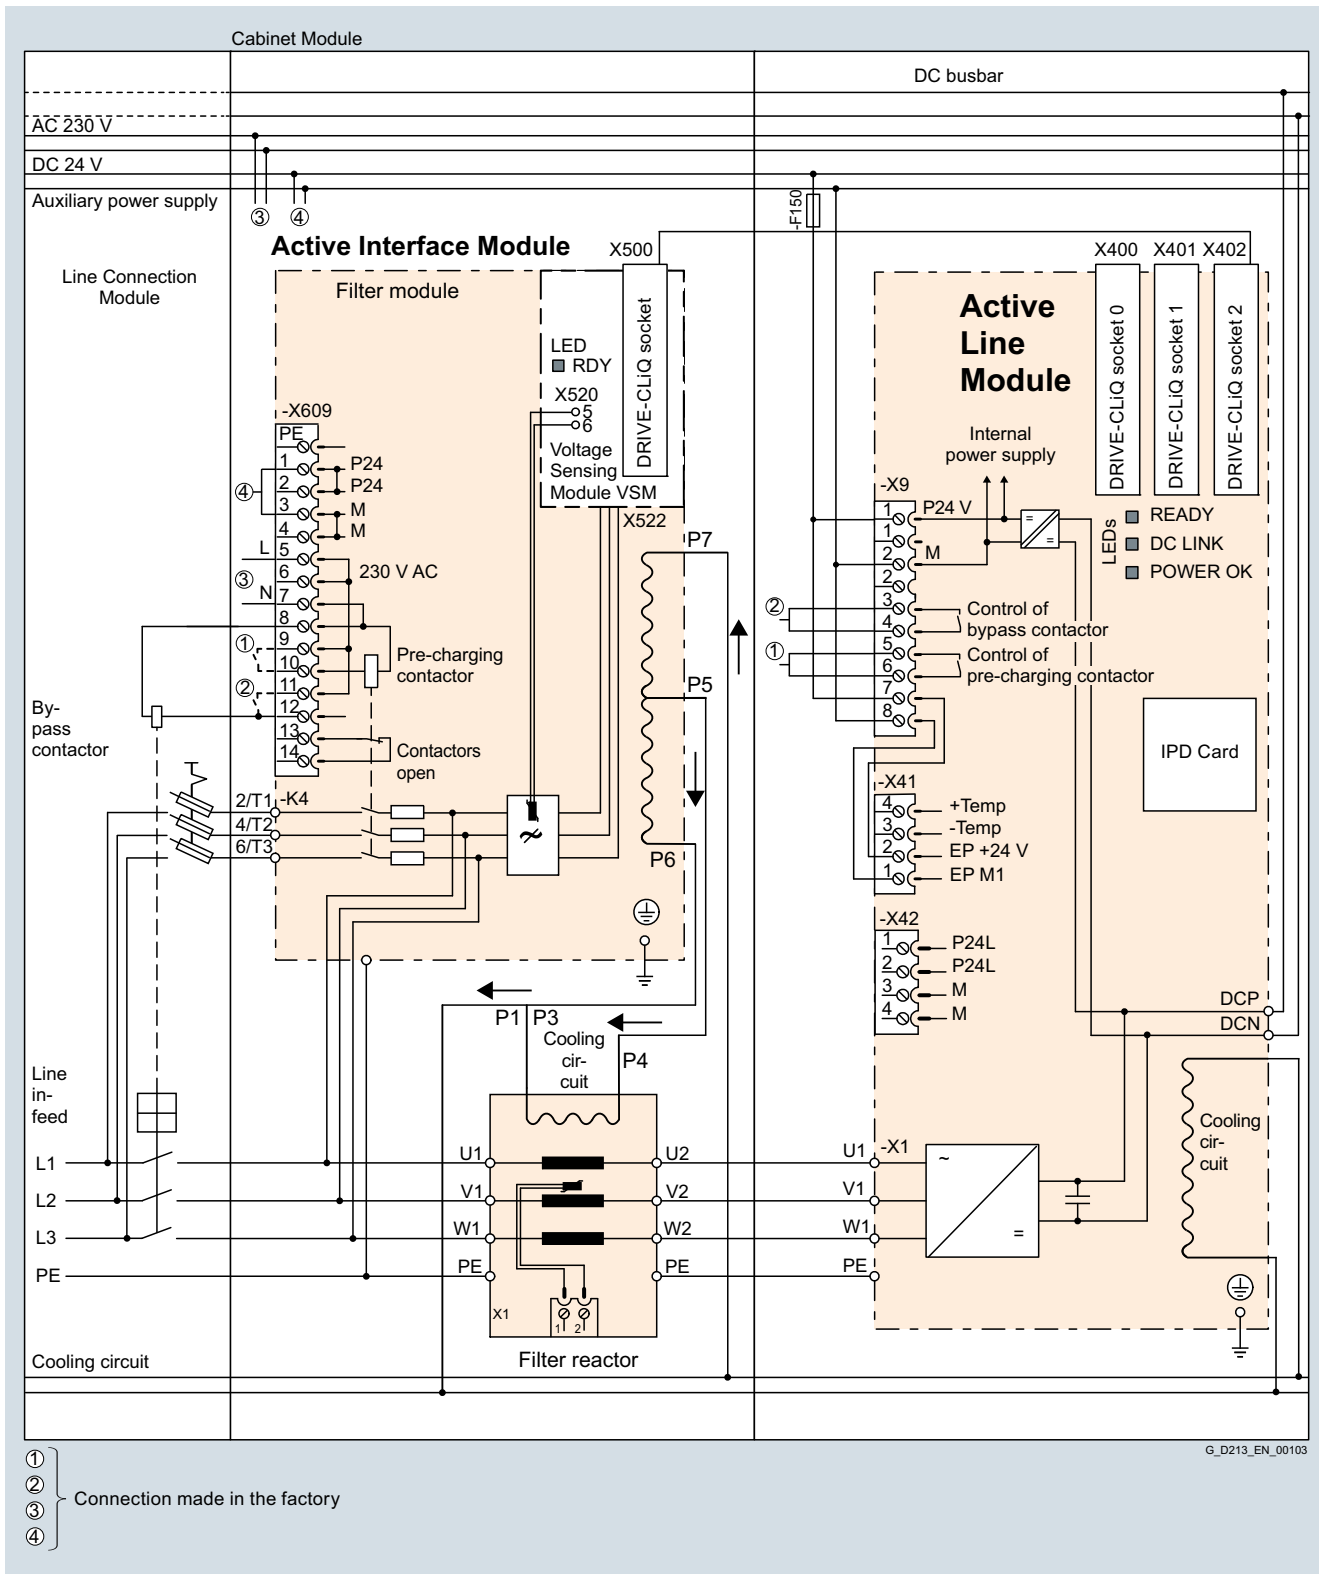 Cabinet Module
DC busbar
AC 230 V
DC 24 V
Auxiliary power supply
③
④
-F150
Active Interface Module
X500
X400
X401
X402
Line Connection
Module
Filter module
DRIVE-CLiQ socket
LED
RDY
X520
5
6
Voltage
Sensing
Module VSM
X522
Active
Line
Module
DRIVE-CLiQ socket 0
DRIVE-CLiQ socket 1
DRIVE-CLiQ socket 2
Internal
power supply
LEDs
READY
DC LINK
POWER OK
-X609
PE
1
P24
2
P24
④
3
M
4
M
L
5
230 V AC
③
6
N
7
8
①
9
10
Pre-charging
contactor
②
11
12
13
14
Contactors
open
By-
pass
contactor
-X9
1
P24 V
1
2
M
2
②
3
4
Control of
bypass contactor
①
5
6
Control of
pre-charging contactor
7
8
IPD Card
P7
P5
P6
2/T1
-K4
4/T2
6/T3
≁
-X41
4
+Temp
3
-Temp
2
EP +24 V
1
EP M1
-X42
1
P24L
2
P24L
3
M
4
M
DCP
DCN
P1
P3
Cooling
cir-
cuit
P4
Cooling
cir-
cuit
Line
in-
feed
L1
U1
U2
U1
-X1
~
=
L2
V1
V2
V1
L3
W1
W2
W1
PE
PE
PE
PE
X1
1
2
Filter reactor
Cooling circuit
G_D213_EN_00103
①
②
③
④
Connection made in the factory